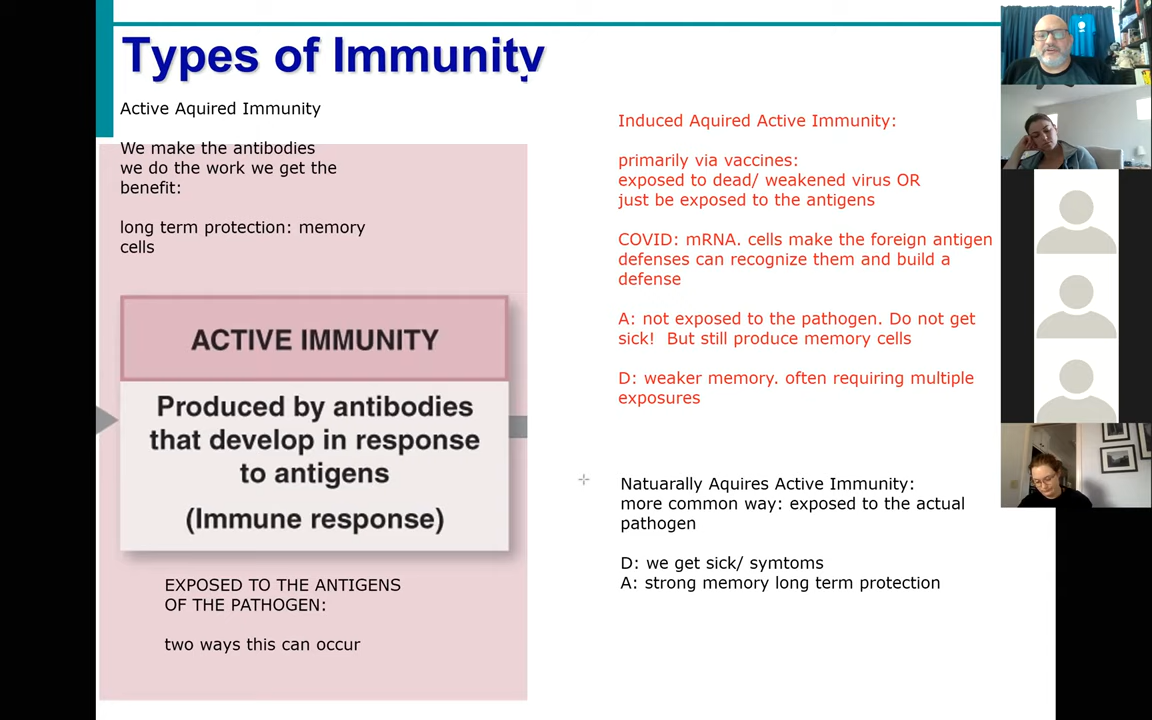 Types of Immunity
Active Aquired Immunity
We make the antibodies
we do the work we get the
benefit:
long term protection: memory
cells
ACTIVE IMMUNITY
Produced by antibodies
that develop in response
to antigens
(Immune response)
EXPOSED TO THE ANTIGENS
OF THE PATHOGEN:
two ways this can occur
Induced Aquired Active Immunity:
primarily via vaccines:
exposed to dead/ weakened virus OR
just be exposed to the antigens
COVID: mRNA. cells make the foreign antigen
defenses can recognize them and build a
defense
A: not exposed to the pathogen. Do not get
sick!  But still produce memory cells
D: weaker memory. often requiring multiple
exposures
Natuarally Aquires Active Immunity:
more common way: exposed to the actual
pathogen
D: we get sick/ symtoms
A: strong memory long term protection